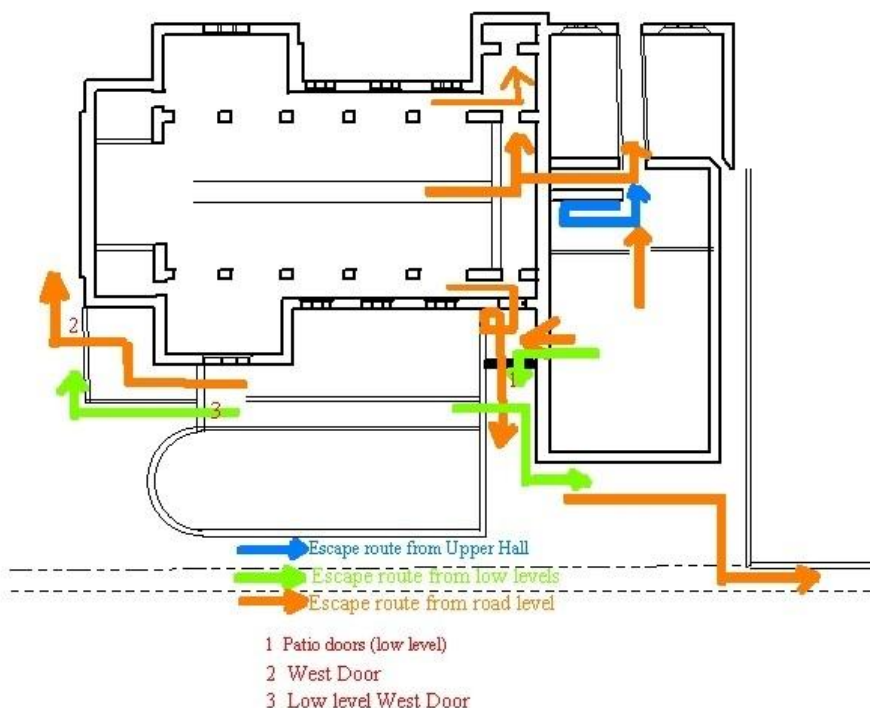 2
1
3
Escape route from Upper Hall
Escape route from low levels
Escape route from road level
1 Patio doors (low level)
2 West Door
3 Low level West Door